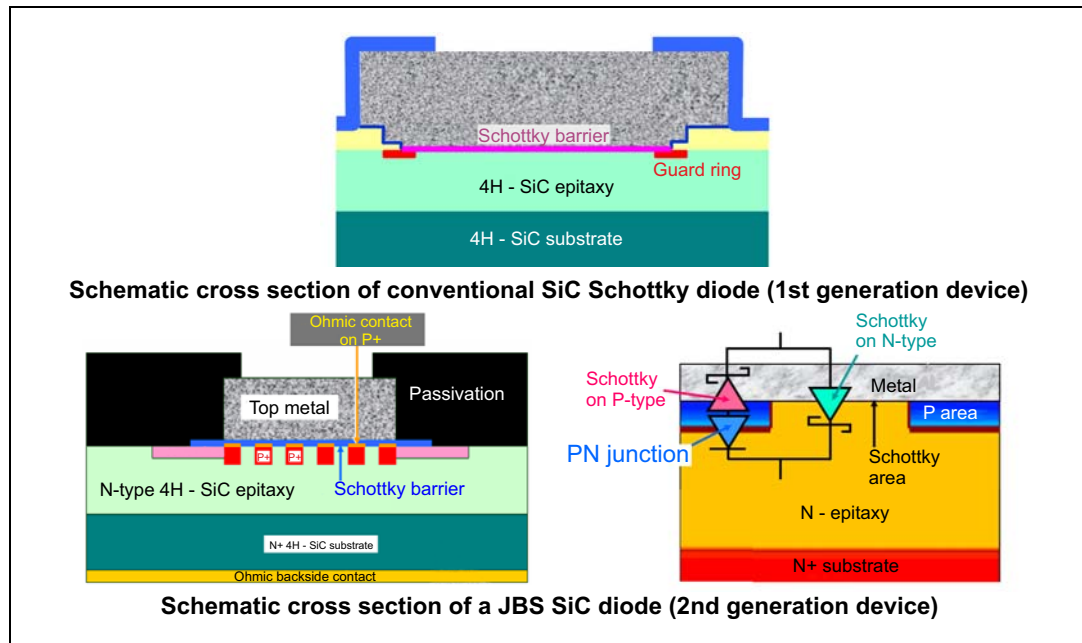 Schottky barrier
Guard ring
4H - SiC epitaxy
4H - SiC substrate
Schematic cross section of conventional SiC Schottky diode (1st generation device)
Ohmic contact
on P+
Passivation
Top metal
P+ P+
N-type 4H - SiC epitaxy
Schottky barrier
N+ 4H - SiC substrate
Ohmic backside contact
Schottky
on N-type
Schottky
on P-type
Metal
P area
PN junction
Schottky
area
N - epitaxy
N+ substrate
Schematic cross section of a JBS SiC diode (2nd generation device)